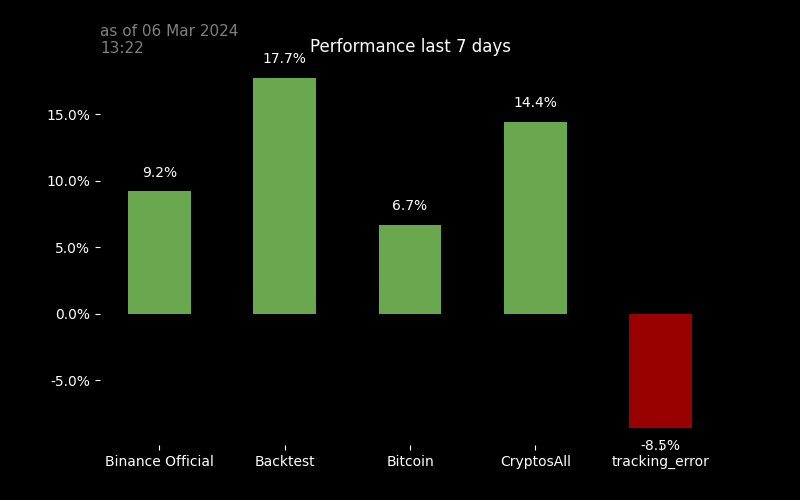 as of 06 Mar 2024
13:22
Performance last 7 days
17.7%
14.4%
9.2%
6.7%
-8.5%
15.0%
10.0%
5.0%
0.0%
-5.0%
Binance Official
Backtest
Bitcoin
CryptosAll
tracking_error